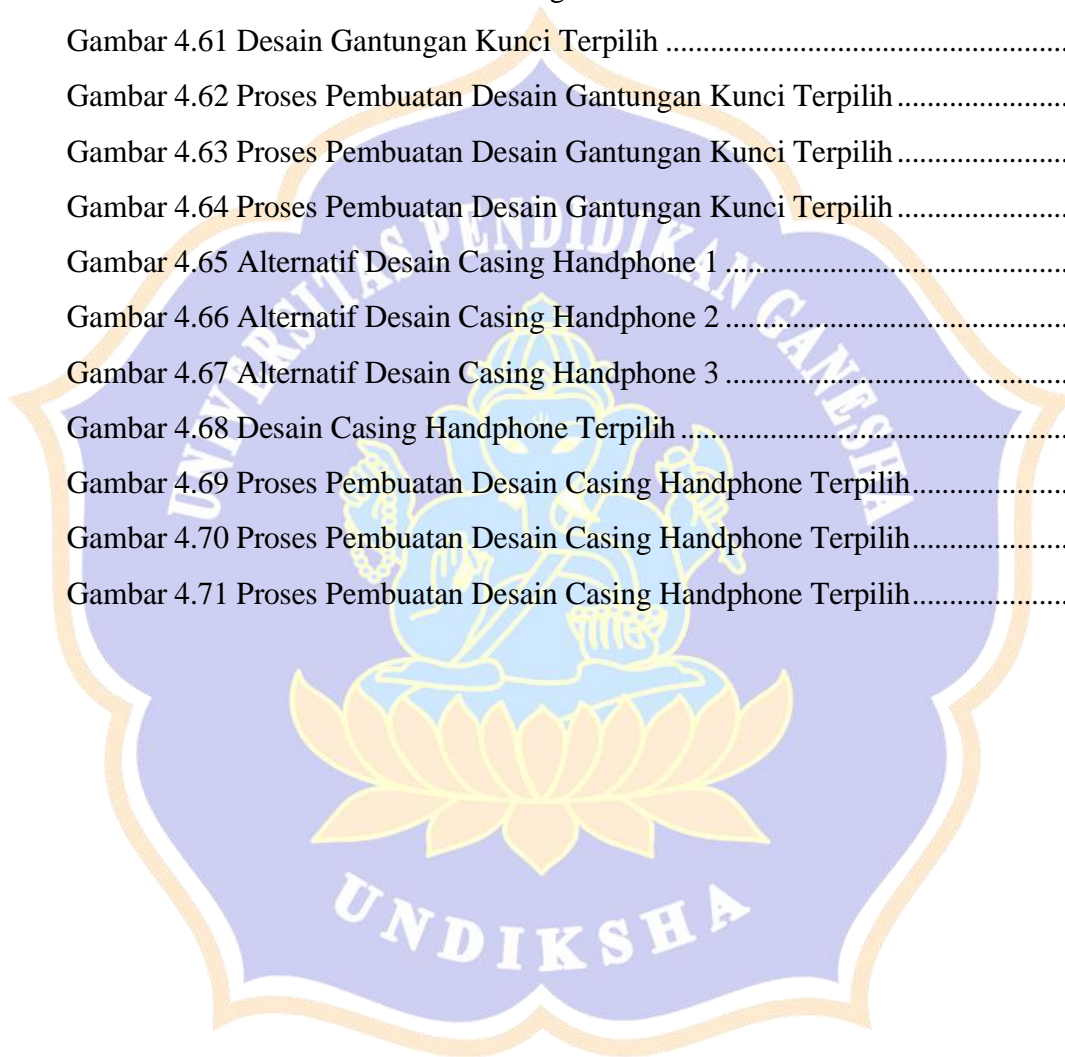 Gambar 4.61 Desain Gantungan Kunci Terpilih ............................................
Gambar 4.62 Proses Pembuatan Desain Gantungan Kunci Terpilih ...................
Gambar 4.63 Proses Pembuatan Desain Gantungan Kunci Terpilih ...................
Gambar 4.64 Proses Pembuatan Desain Gantungan Kunci Terpilih ...................
Gambar 4.65 Alternatif Desain Casing Handphone 1 ......................................
Gambar 4.66 Alternatif Desain Casing Handphone 2 ......................................
Gambar 4.67 Alternatif Desain Casing Handphone 3 ......................................
Gambar 4.68 Desain Casing Handphone Terpilih ...........................................
Gambar 4.69 Proses Pembuatan Desain Casing Handphone Terpilih.................
Gambar 4.70 Proses Pembuatan Desain Casing Handphone Terpilih.................
Gambar 4.71 Proses Pembuatan Desain Casing Handphone Terpilih.................
UNIVERSITAS PENDIDIKAN GANESHA
UNDIKSHA